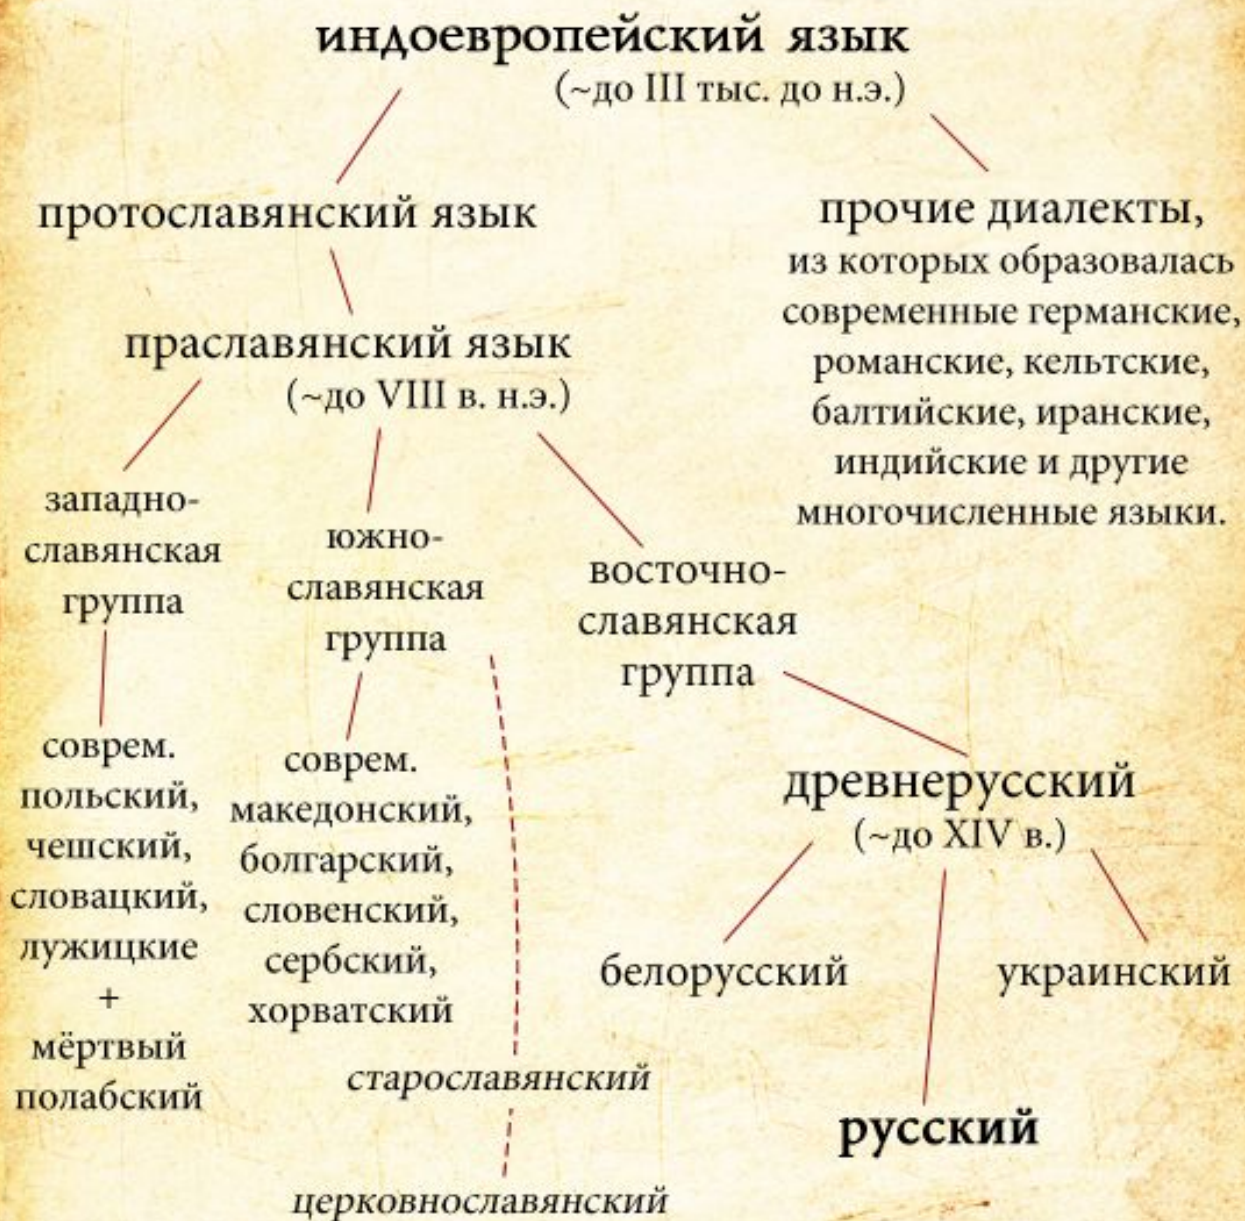 индоевропейский язык
(~до III тыс. до н.э.)
протославянский язык
прочие диалекты,
из которых образовалась
современные германские,
романские, кельтские,
балтийские, иранские,
индийские и другие
многочисленные языки.
праславянский язык
(~до VIII в. н.э.)
западно-
славянская
группа
южно-
славянская
группа
восточно-
славянская
группа
соврем.
польский,
чешский,
словацкий,
лужицкие
+
мёртвый
полабский
соврем.
македонский,
болгарский,
словенский,
сербский,
хорватский
старославянский
церковнославянский
древнерусский
(~до XIV в.)
белорусский
украинский
русский